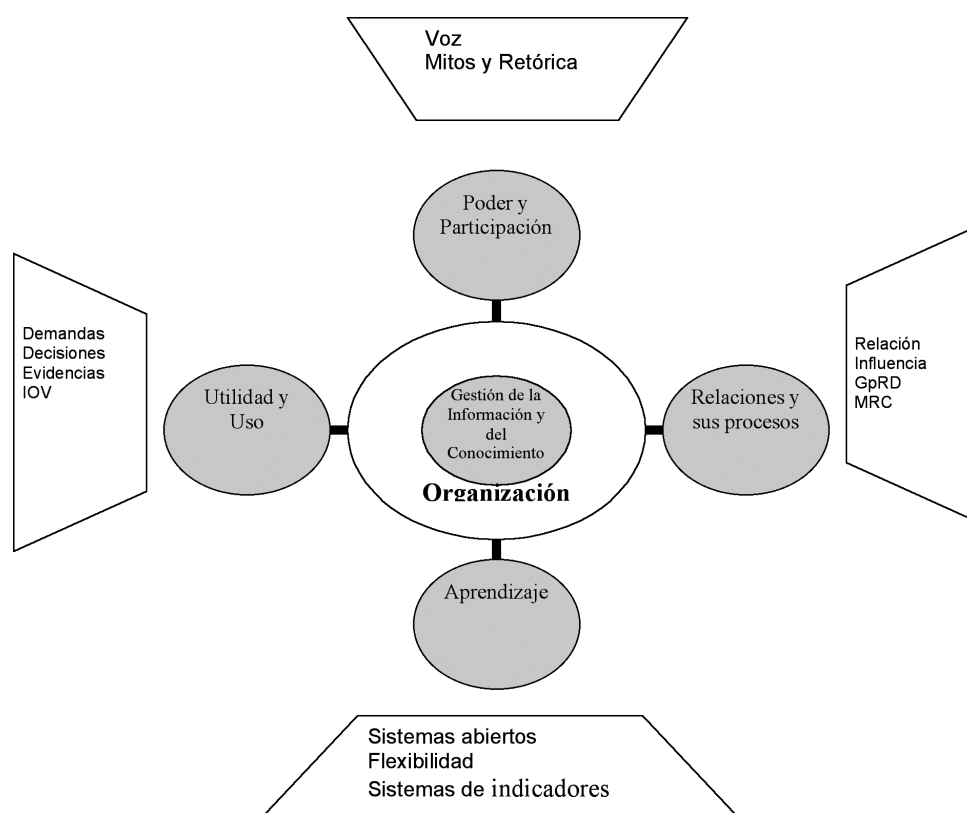 Voz
Mitos y Retórica
Poder y
Participación
Demandas
Decisiones
Evidencias
IOV
Utilidad y
Uso
Gestión de la
Información y
del
Conocimiento
Organización
Relaciones y
sus procesos
Relación
Influencia
GpRD
MRC
Aprendizaje
Sistemas abiertos
Flexibilidad
Sistemas de indicadores